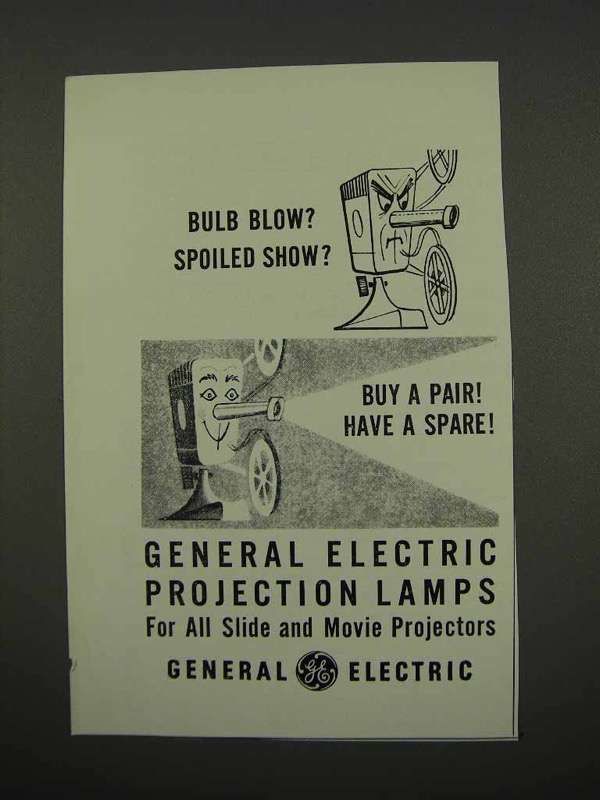 BULB BLOW?
SPOILED SHOW?
BUY A PAIR!
HAVE A SPARE!
GENERAL ELECTRIC
PROJECTION LAMPS
For All Slide and Movie Projectors
GENERAL GE ELECTRIC